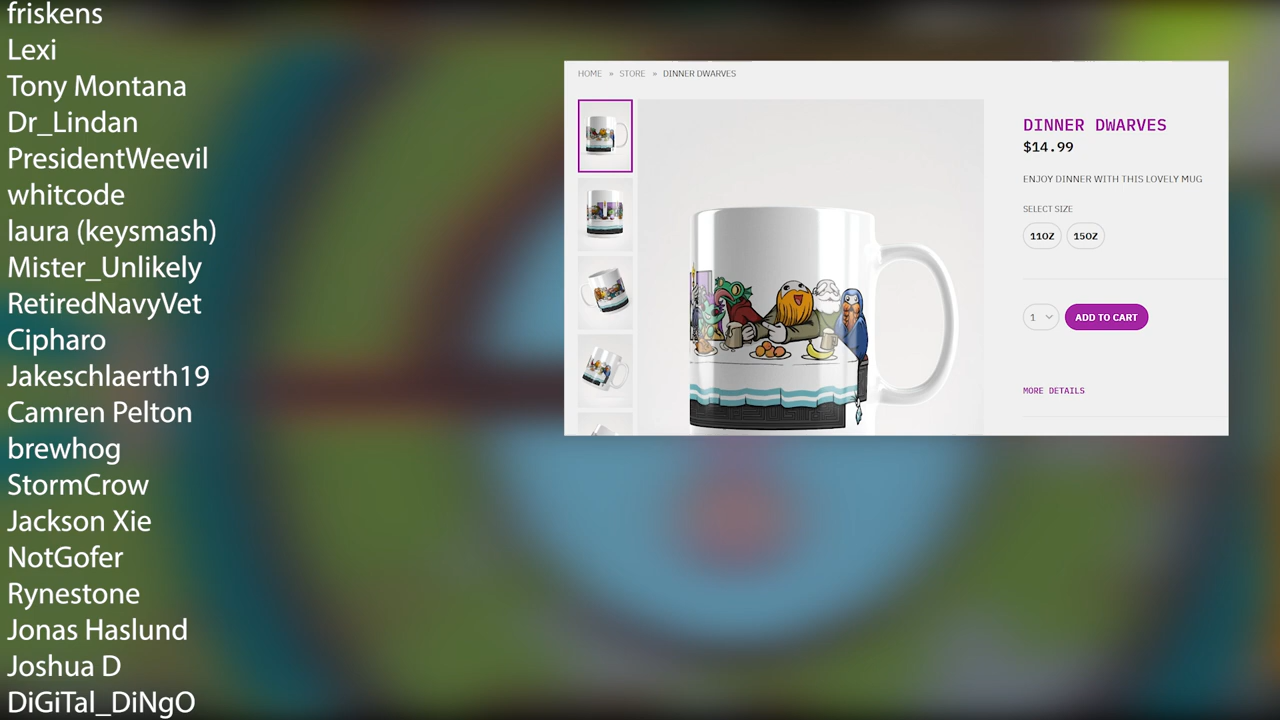 friskens
Lexi
Tony Montana
Dr_Lindan
PresidentWeevil
whitcode
laura (keysmash)
Mister_Unlikely
RetiredNavyVet
Cipharo
Jakeschlaerth19
Camren Pelton
brewhog
StormCrow
Jackson Xie
NotGofer
Rynestone
Jonas Haslund
Joshua D
DiGiTal_DiNgO
HOME » STORE » DINNER DWARVES
DINNER DWARVES
$14.99
ENJOY DINNER WITH THIS LOVELY MUG
SELECT SIZE
11OZ 15OZ
1 ADD TO CART
MORE DETAILS